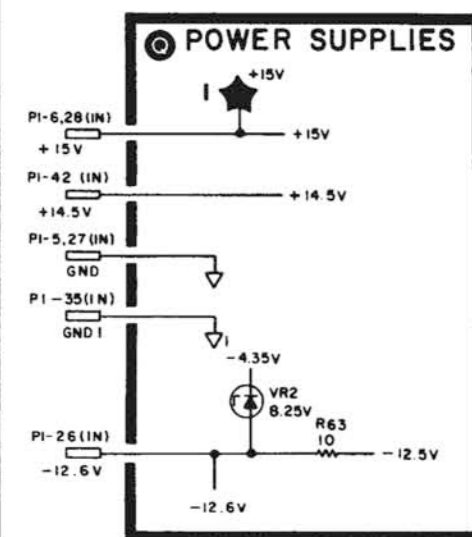 Q POWER SUPPLIES
+15V
1
P1-6,28(IN)
+15V
+15V
P1-42 (IN)
+14.5V
+14.5V
P1-5,27(IN)
GND
P1-35(IN)
GND1
1
-4.35V
VR2
8.25V
R63
10
P1-26(IN)
-12.6V
-12.5V
-12.6V